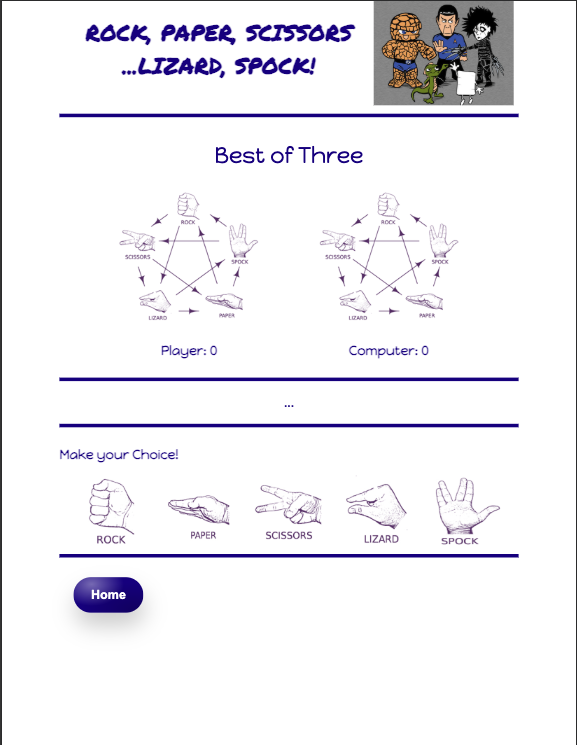 ROCK, PAPER, SCISSORS
...LIZARD, SPOCK!
Best of Three
ROCK
SCISSORS
SPOCK
LIZARD
PAPER
ROCK
SCISSORS
SPOCK
LIZARD
PAPER
Player: 0
Computer: 0
...
Make your Choice!
ROCK
PAPER
SCISSORS
LIZARD
SPOCK
Home